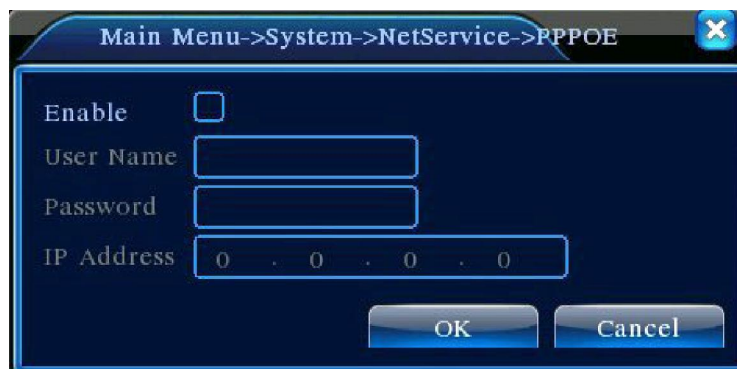 Main Menu->System->NetService->PPPOE
Enable
User Name
Password
IP Address 0 . 0 . 0 . 0
OK Cancel